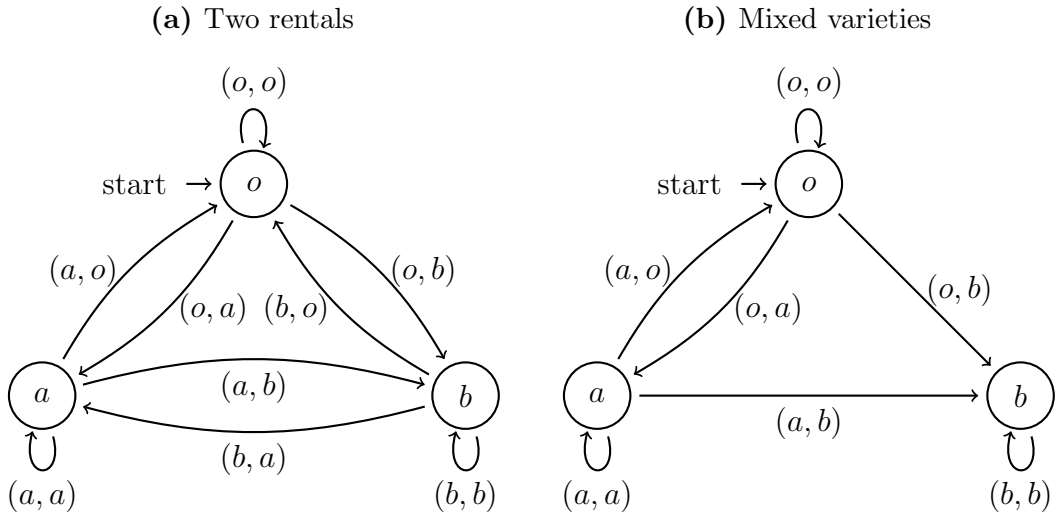 (a) Two rentals
(o, o)
start
o
(a, o)
(o, a)
(b, o)
(o, b)
a
(a, b)
b
(b, a)
(a, a)
(b, b)
(b) Mixed varieties
(o, o)
start
o
(a, o)
(o, a)
(o, b)
a
(a, b)
b
(a, a)
(b, b)